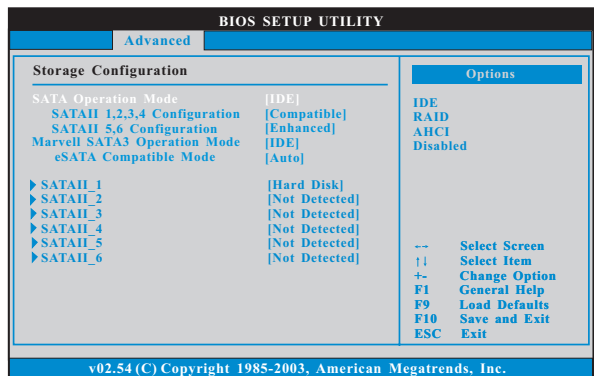 BIOS SETUP UTILITY
Advanced
Storage Configuration
SATA Operation Mode [IDE]
SATAII 1,2,3,4 Configuration [Compatible]
SATAII 5,6 Configuration [Enhanced]
Marvell SATA3 Operation Mode [IDE]
eSATA Compatible Mode [Auto]
SATAII_1 [Hard Disk]
SATAII_2 [Not Detected]
SATAII_3 [Not Detected]
SATAII_4 [Not Detected]
SATAII_5 [Not Detected]
SATAII_6 [Not Detected]
Options
IDE
RAID
AHCI
Disabled
←→ Select Screen
↑↓ Select Item
+- Change Option
F1 General Help
F9 Load Defaults
F10 Save and Exit
ESC Exit
v02.54 (C) Copyright 1985-2003, American Megatrends, Inc.